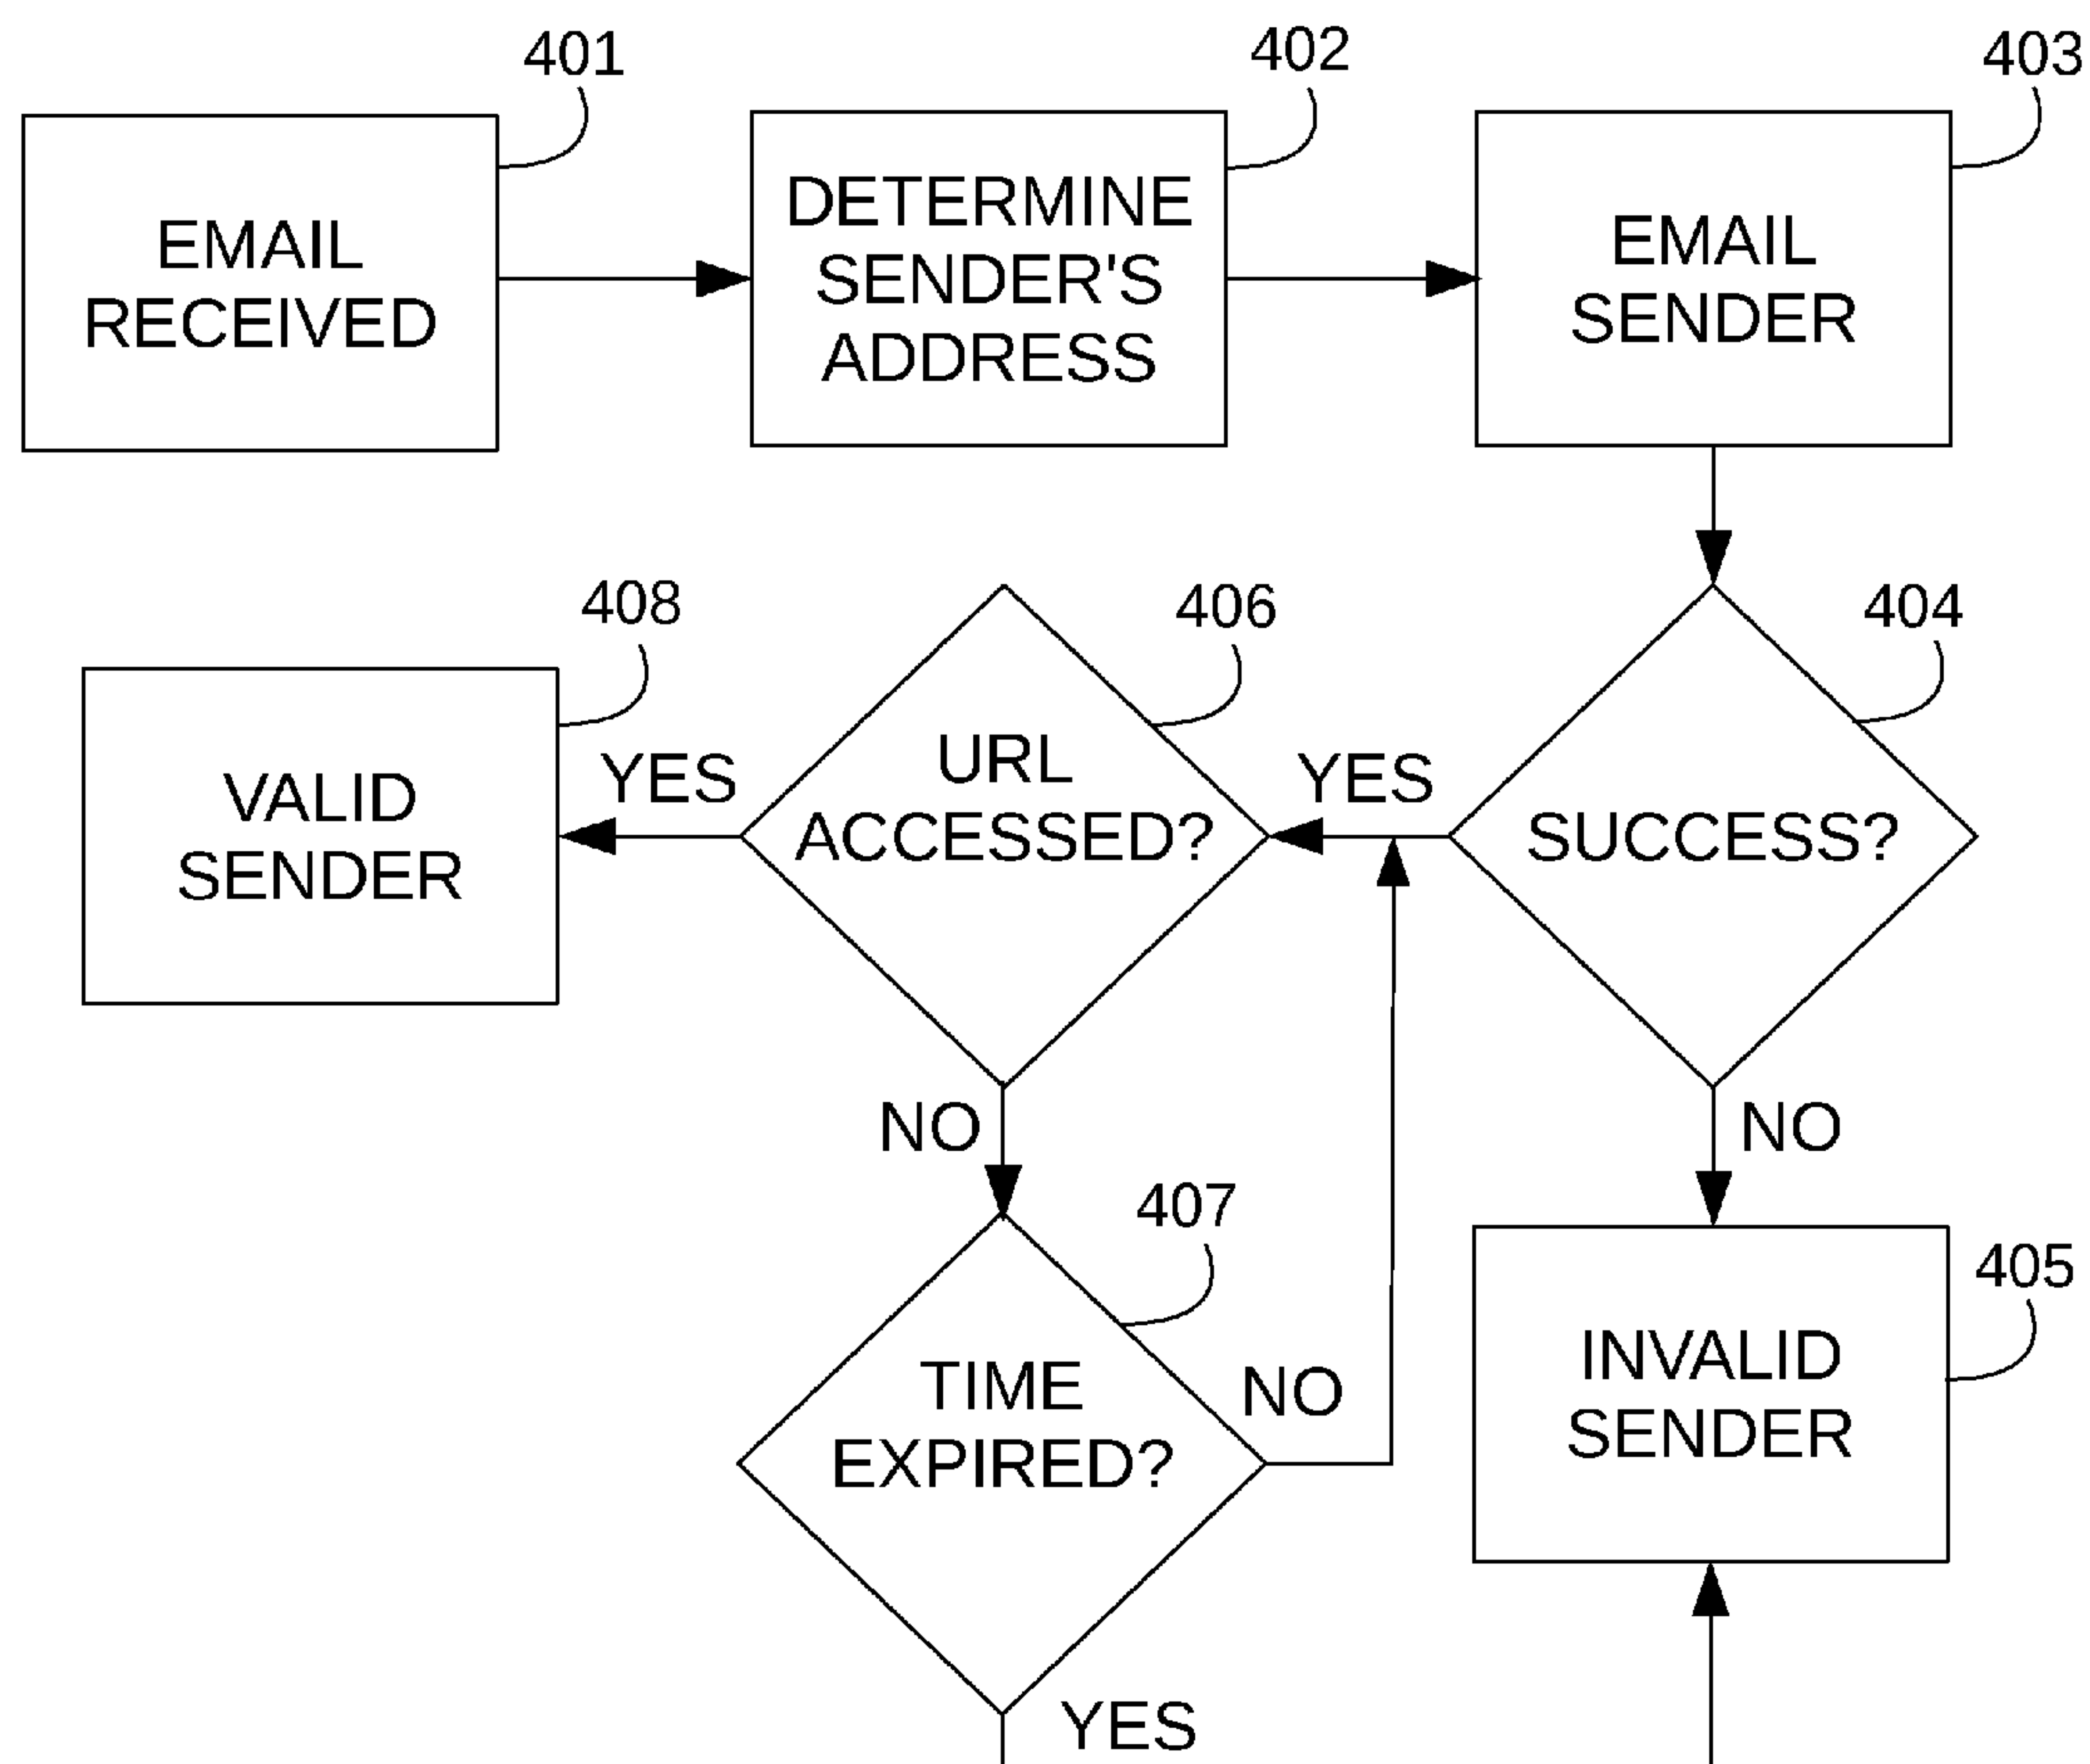 401
402
403
EMAIL
RECEIVED
DETERMINE
SENDER'S
ADDRESS
EMAIL
SENDER
408
406
404
VALID
SENDER
YES
URL
ACCESSED?
YES
SUCCESS?
NO
NO
407
405
TIME
EXPIRED?
NO
INVALID
SENDER
YES